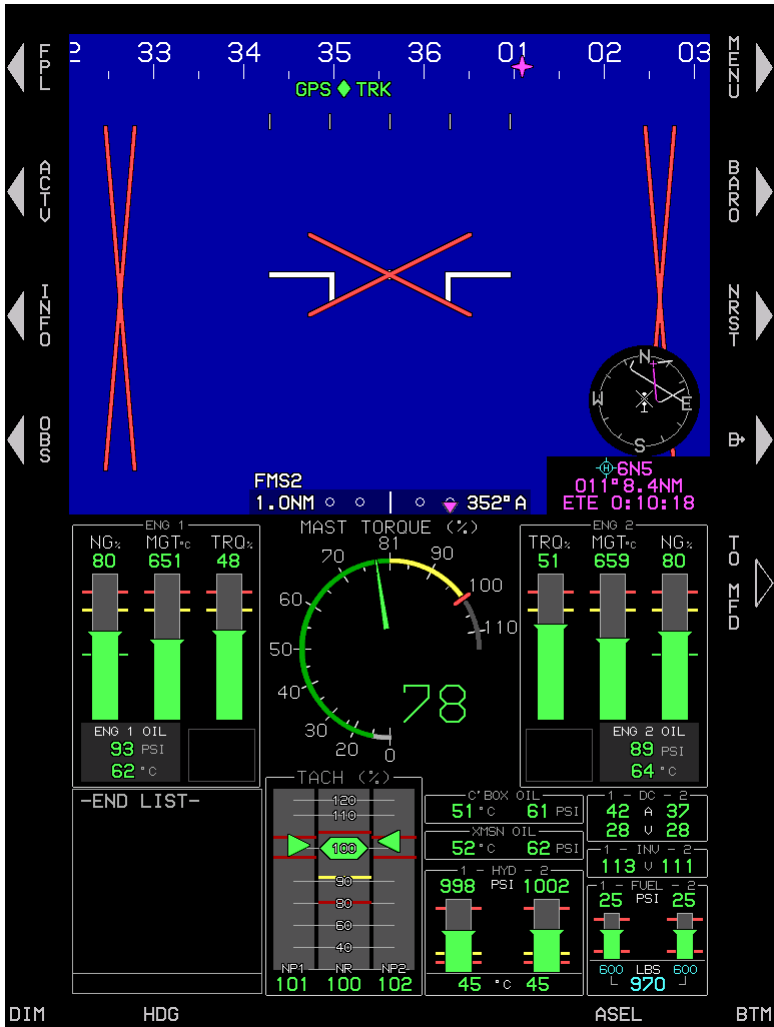 FPL
ACTV
INFO
OBS
MENU
BARO
NRST
TO MFD
33 34 35 36 01 02 03
GPS TRK
N
E
S
W
H 6N5
011° 8.4NM
ETE 0:10:18
FMS2
1.0NM 352°A
ENG 1
NG% MGT°C TRQ%
80 651 48
ENG 1 OIL
93 PSI
62 °C
MAST TORQUE (%)
0 20 30 40 50 60 70 81 90 100 110
78
ENG 2
TRQ% MGT°C NG%
51 659 80
ENG 2 OIL
89 PSI
64 °C
-END LIST-
TACH (%)
120
110
100
90
80
60
40
NP1 NR NP2
101 100 102
C'BOX OIL
51 °C 61 PSI
XMSN OIL
52 °C 62 PSI
1 - HYD - 2
998 PSI 1002
45 °C 45
1 - DC - 2
42 A 37
28 V 28
1 - INV - 2
113 V 111
1 - FUEL - 2
25 PSI 25
600 LBS 600
970
DIM HDG ASEL BTM